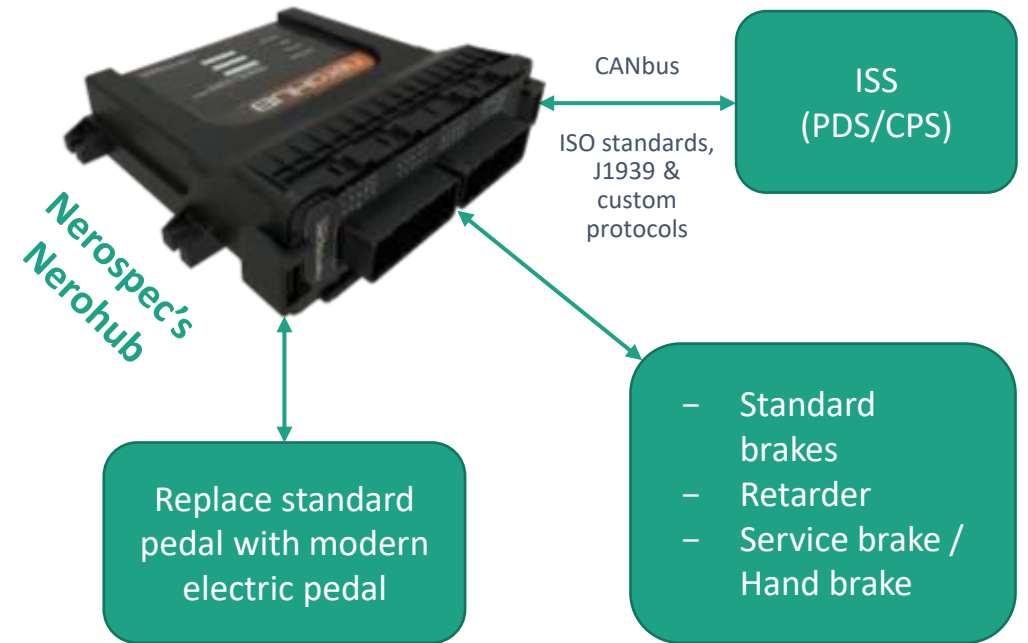 CANbus
ISO standards,
J1939 &
custom
protocols
ISS
(PDS/CPS)
Nerospec's
Nerohub
Replace standard
pedal with modern
electric pedal
− Standard
brakes
− Retarder
− Service brake /
Hand brake